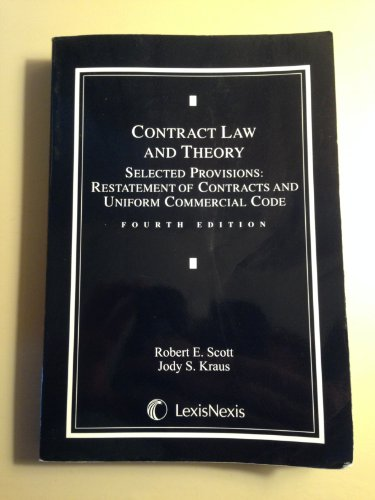 CONTRACT LAW
AND THEORY
SELECTED PROVISIONS:
RESTATEMENT OF CONTRACTS AND
UNIFORM COMMERCIAL CODE
FOURTH EDITION
Robert E. Scott
Jody S. Kraus
LexisNexis